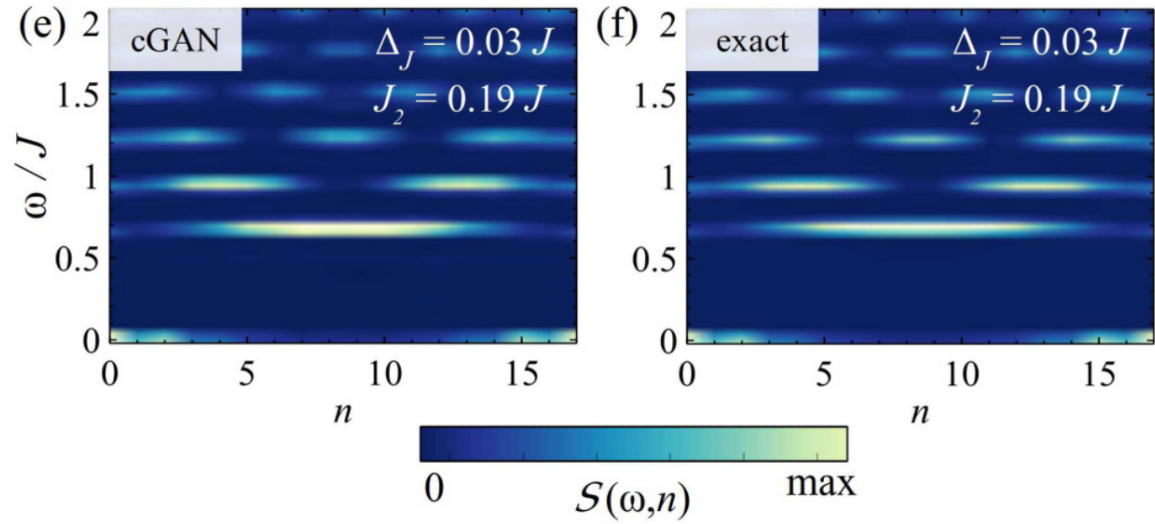 (e) cGAN Δ_J = 0.03 J
J_2 = 0.19 J
ω / J
2
1.5
1
0.5
0
0 5 10 15
n
(f) exact Δ_J = 0.03 J
J_2 = 0.19 J
2
1.5
1
0.5
0
0 5 10 15
n
0 S(ω,n) max